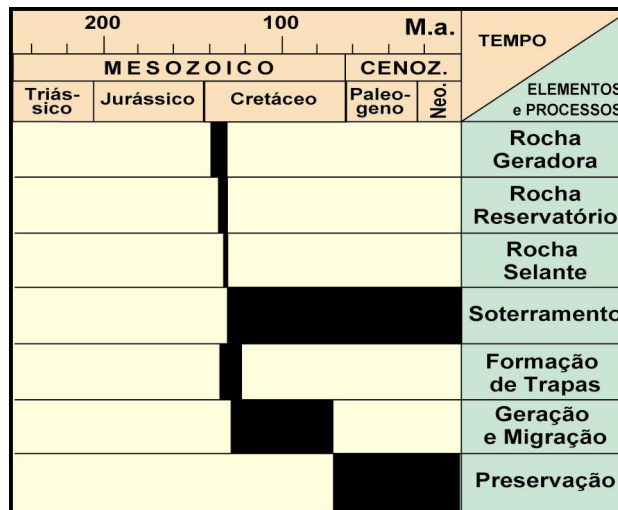 200 100 M.a.
TEMPO
MESOZOICO CENOZ.
Triás-
sico
Jurássico
Cretáceo
Paleo-
geno
Neo.
ELEMENTOS
e PROCESSOS
Rocha
Geradora
Rocha
Reservatório
Rocha
Selante
Soterramento
Formação
de Trapas
Geração
e Migração
Preservação